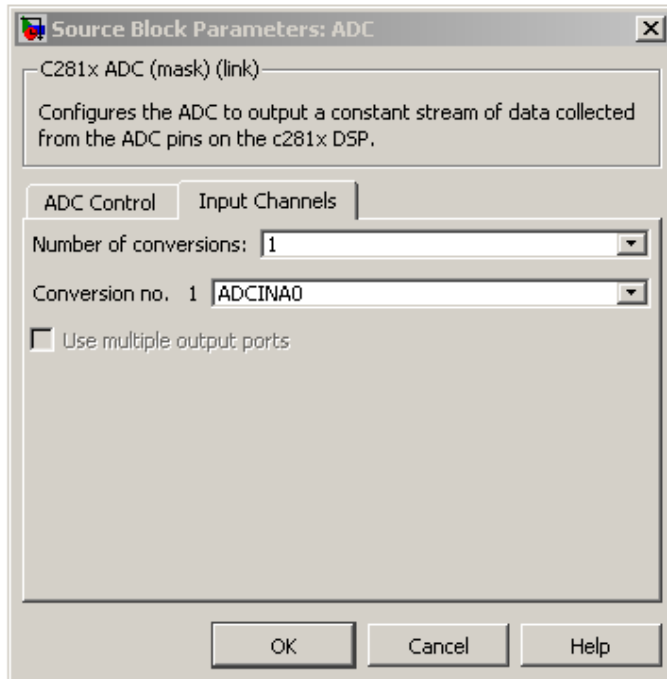 Source Block Parameters: ADC
C281x ADC (mask) (link)
Configures the ADC to output a constant stream of data collected
from the ADC pins on the c281x DSP.
ADC Control Input Channels
Number of conversions: 1
Conversion no. 1 ADCINA0
Use multiple output ports
OK Cancel Help